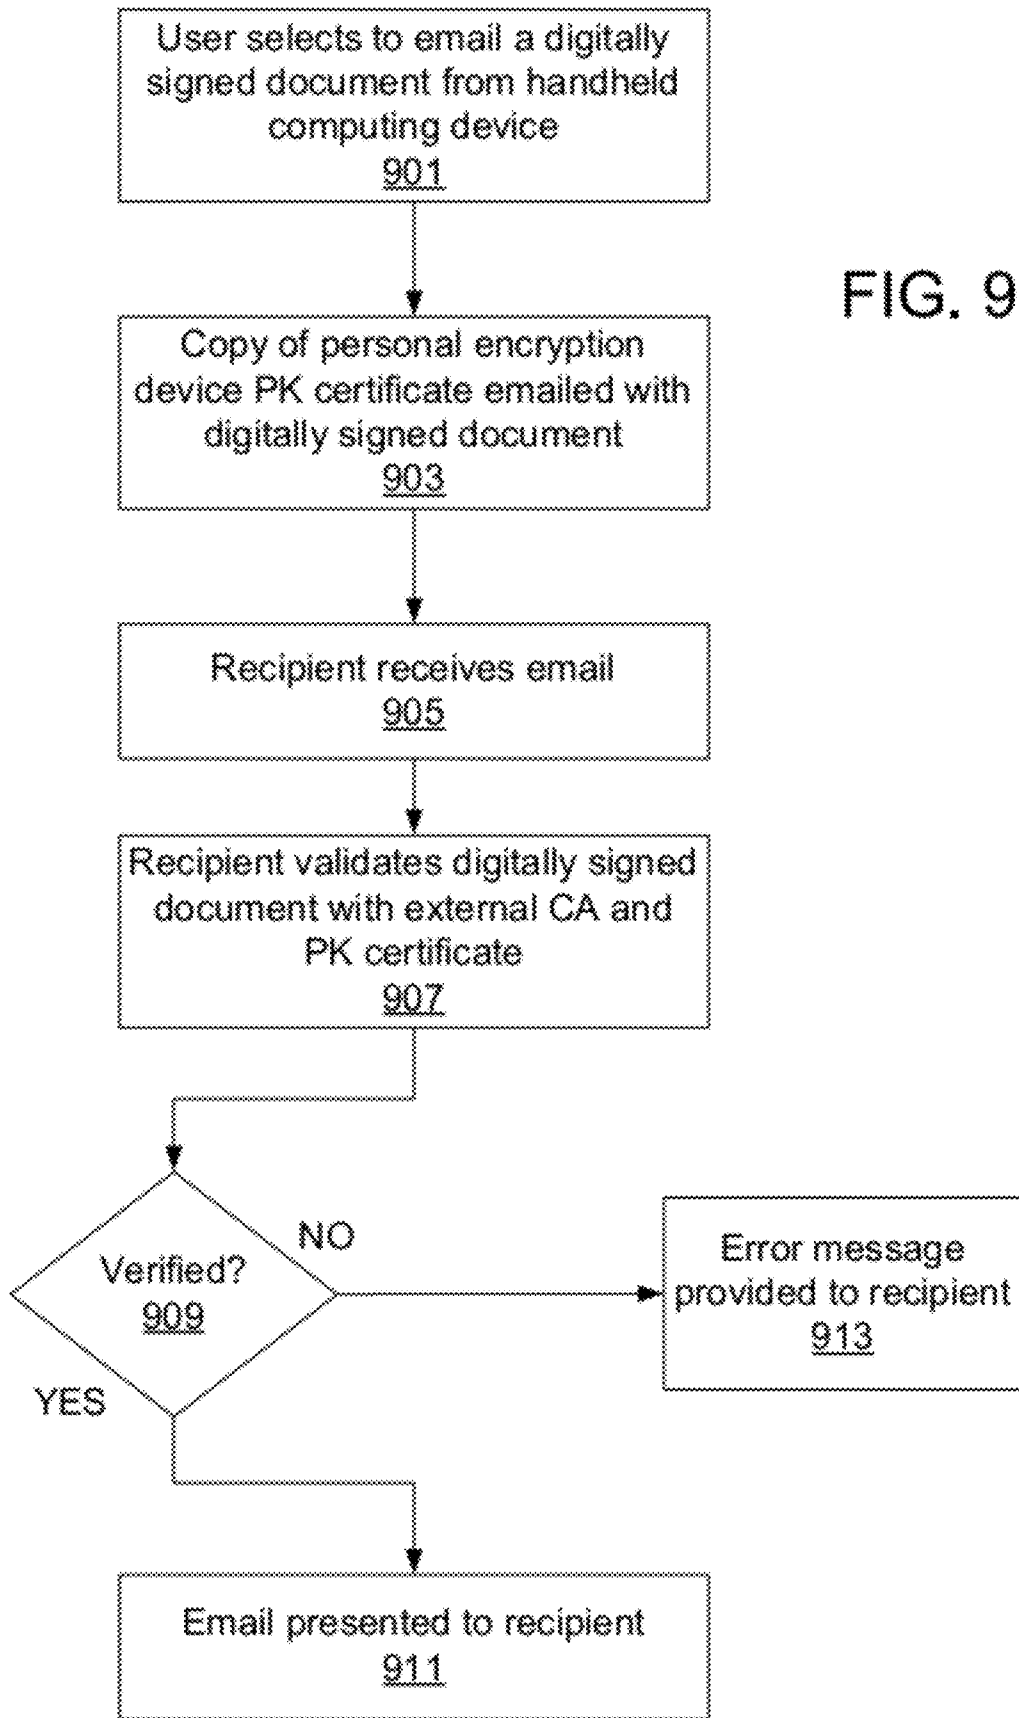 User selects to email a digitally
signed document from handheld
computing device
901
FIG. 9
Copy of personal encryption
device PK certificate emailed with
digitally signed document
903
Recipient receives email
905
Recipient validates digitally signed
document with external CA and
PK certificate
907
Verified?
909
NO
YES
Error message
provided to recipient
913
Email presented to recipient
911